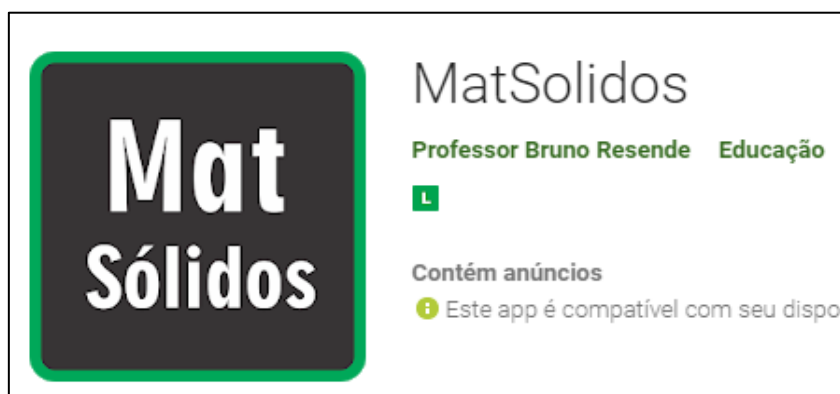 Mat
Sólidos
MatSolidos
Professor Bruno Resende Educação
L
Contém anúncios
Este app é compatível com seu dispo